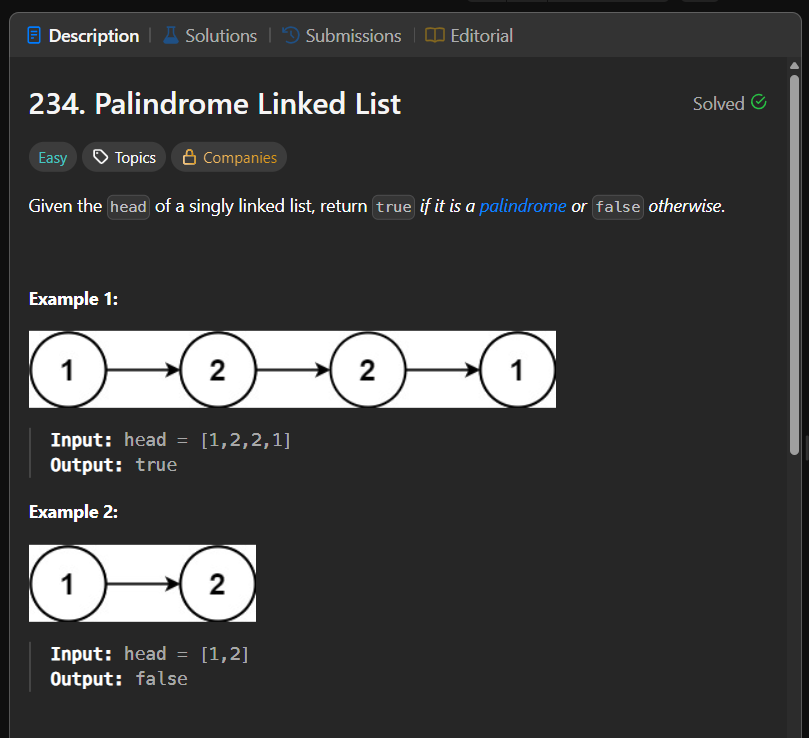 Description | Solutions | Submissions | Editorial
234. Palindrome Linked List Solved
Easy Topics Companies
Given the head of a singly linked list, return true if it is a palindrome or false otherwise.
Example 1:
1 2 2 1
Input: head = [1,2,2,1]
Output: true
Example 2:
1 2
Input: head = [1,2]
Output: false